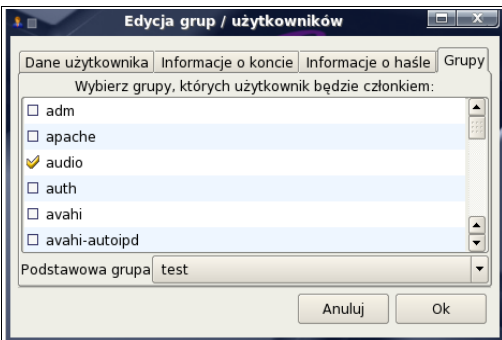 Edycja grup / użytkowników
Dane użytkownika Informacje o koncie Informacje o haśle Grupy
Wybierz grupy, których użytkownik będzie członkiem:
adm
apache
audio
auth
avahi
avahi-autoipd
Podstawowa grupa test
Anuluj Ok